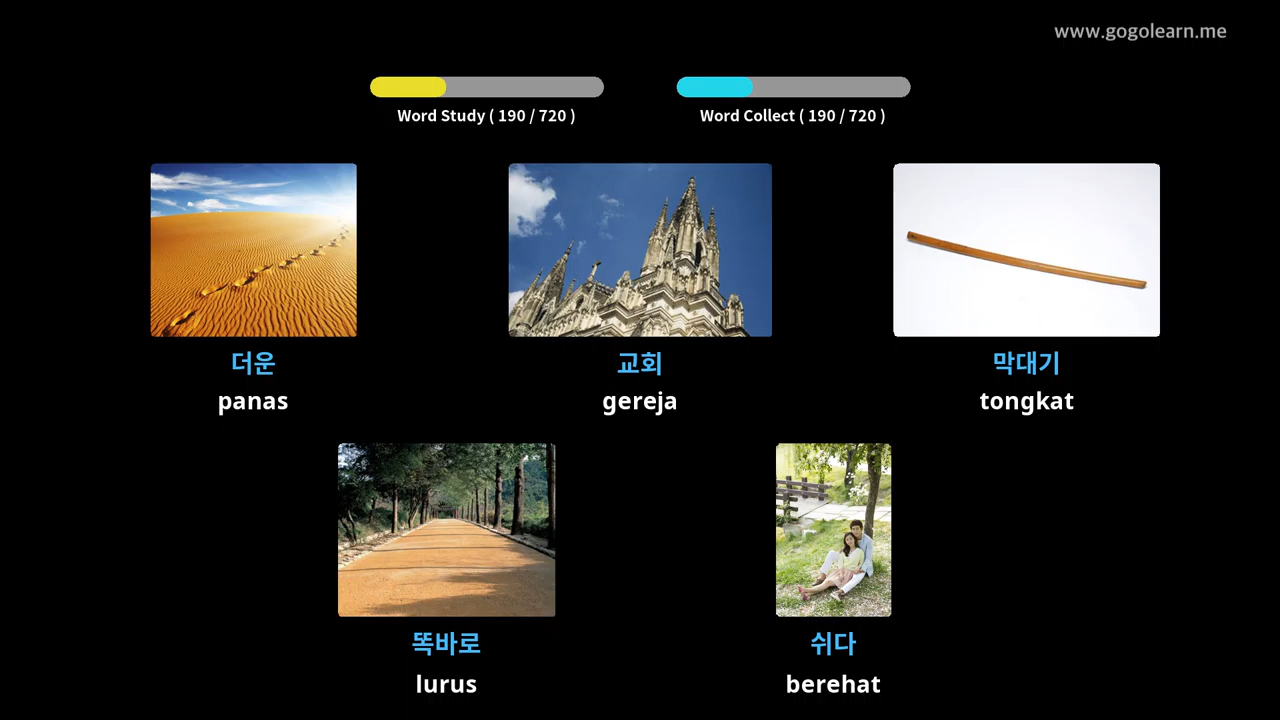 www.gogolearn.me
Word Study ( 190 / 720 )
Word Collect ( 190 / 720 )
더운
panas
교회
gereja
막대기
tongkat
똑바로
lurus
쉬다
berehat